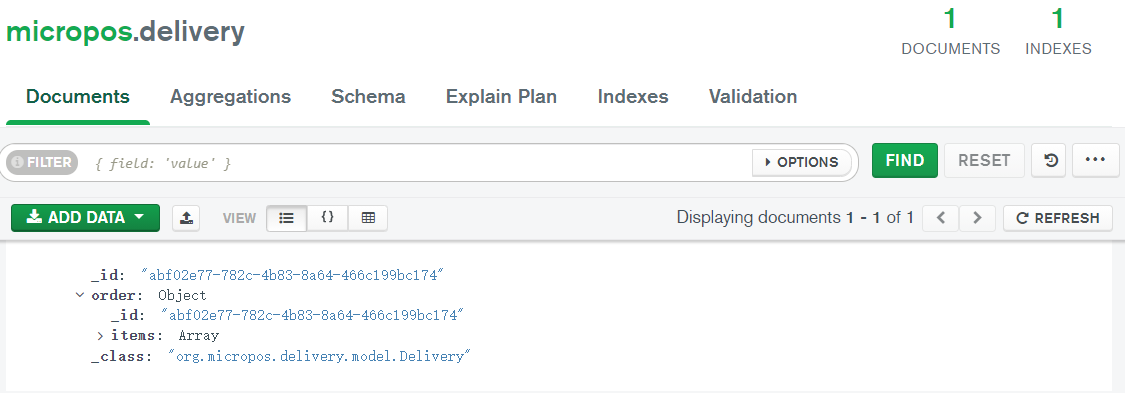 micropos.delivery
1 1
DOCUMENTS INDEXES
Documents Aggregations Schema Explain Plan Indexes Validation
FILTER { field: 'value' } OPTIONS FIND RESET
ADD DATA VIEW {} Displaying documents 1 - 1 of 1 REFRESH
_id: "abf02e77-782c-4b83-8a64-466c199bc174"
order: Object
_id: "abf02e77-782c-4b83-8a64-466c199bc174"
items: Array
_class: "org.micropos.delivery.model.Delivery"